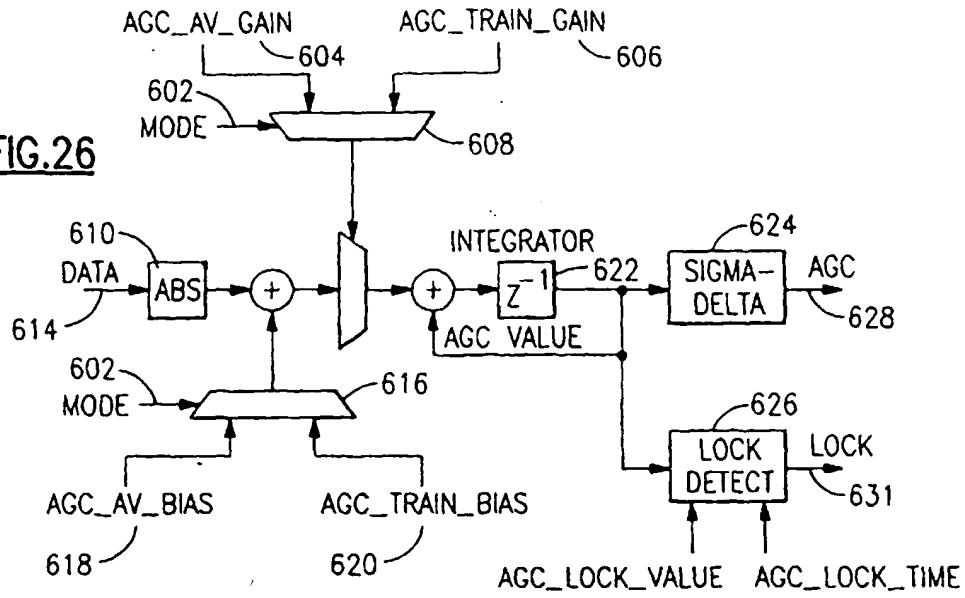 AGC_AV_GAIN
604
AGC_TRAIN_GAIN
606
602
MODE
608
FIG.26
610
DATA
ABS
614
+
INTEGRATOR
+
Z-1
622
AGC VALUE
624
SIGMA-
DELTA
AGC
628
602
MODE
616
626
LOCK
DETECT
LOCK
631
AGC_AV_BIAS
618
AGC_TRAIN_BIAS
620
AGC_LOCK_VALUE
AGC_LOCK_TIME